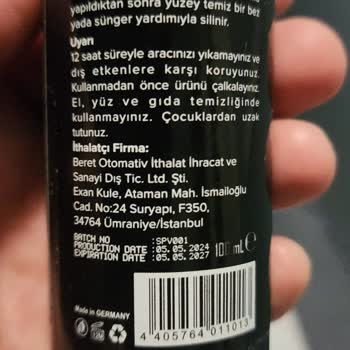 yapıldıktan sonra yüzey temiz bir bez
yada sünger yardımıyla silinir.
Uyarı
12 saat süreyle aracınızı yıkamayınız ve
dış etkenlere karşı koruyunuz.
Kullanmadan önce ürünü çalkalayınız.
El, yüz ve gıda temizliğinde
kullanmayınız. Çocuklardan uzak
tutunuz.
İthalatçı Firma:
Beret Otomativ İthalat İhracat ve
Sanayi Dış Tic. Ltd. Şti.
Exan Kule, Ataman Mah. İsmailoğlu
Cad. No:24 Suryapı, F350,
34764 Ümraniye/İstanbul
BATCH NO :SPV001
PRODUCTION DATE :05.05.2024
EXPIRATION DATE :05.05.2027
mL e
Made in GERMANY
12M
4 405764 011013